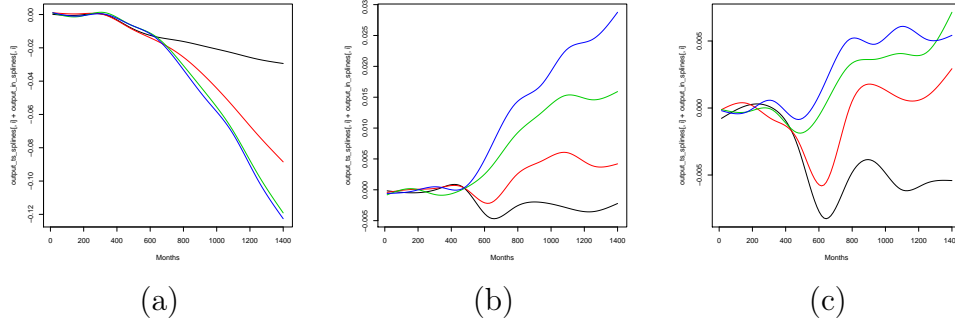 output_ts_splines[, i] + output_in_splines[, i]
0.00
-0.02
-0.04
-0.06
-0.08
-0.10
-0.12
0 200 400 600 800 1000 1200 1400
Months
(a)
output_ts_splines[, i] + output_in_splines[, i]
0.030
0.025
0.020
0.015
0.010
0.005
0.000
-0.005
0 200 400 600 800 1000 1200 1400
Months
(b)
output_ts_splines[, i] + output_in_splines[, i]
0.005
0.000
-0.005
0 200 400 600 800 1000 1200 1400
Months
(c)